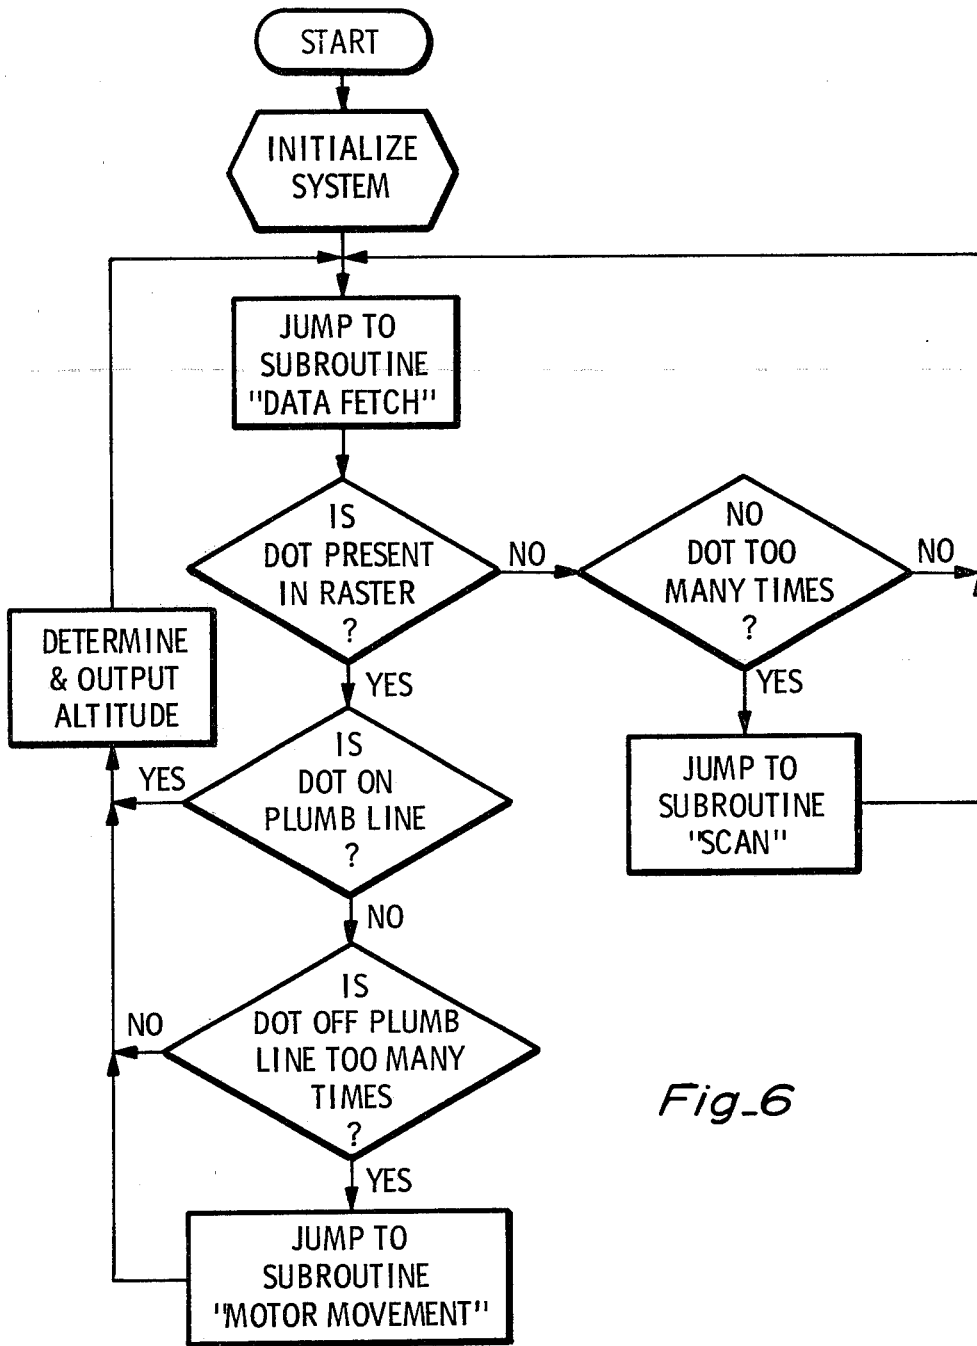 START
INITIALIZE
SYSTEM
JUMP TO
SUBROUTINE
"DATA FETCH"
IS
DOT PRESENT
IN RASTER
?
NO
NO
DOT TOO
MANY TIMES
?
NO
YES
YES
DETERMINE
& OUTPUT
ALTITUDE
JUMP TO
SUBROUTINE
"SCAN"
IS
DOT ON
PLUMB LINE
?
YES
NO
IS
DOT OFF PLUMB
LINE TOO MANY
TIMES
?
NO
YES
JUMP TO
SUBROUTINE
"MOTOR MOVEMENT"
Fig_6